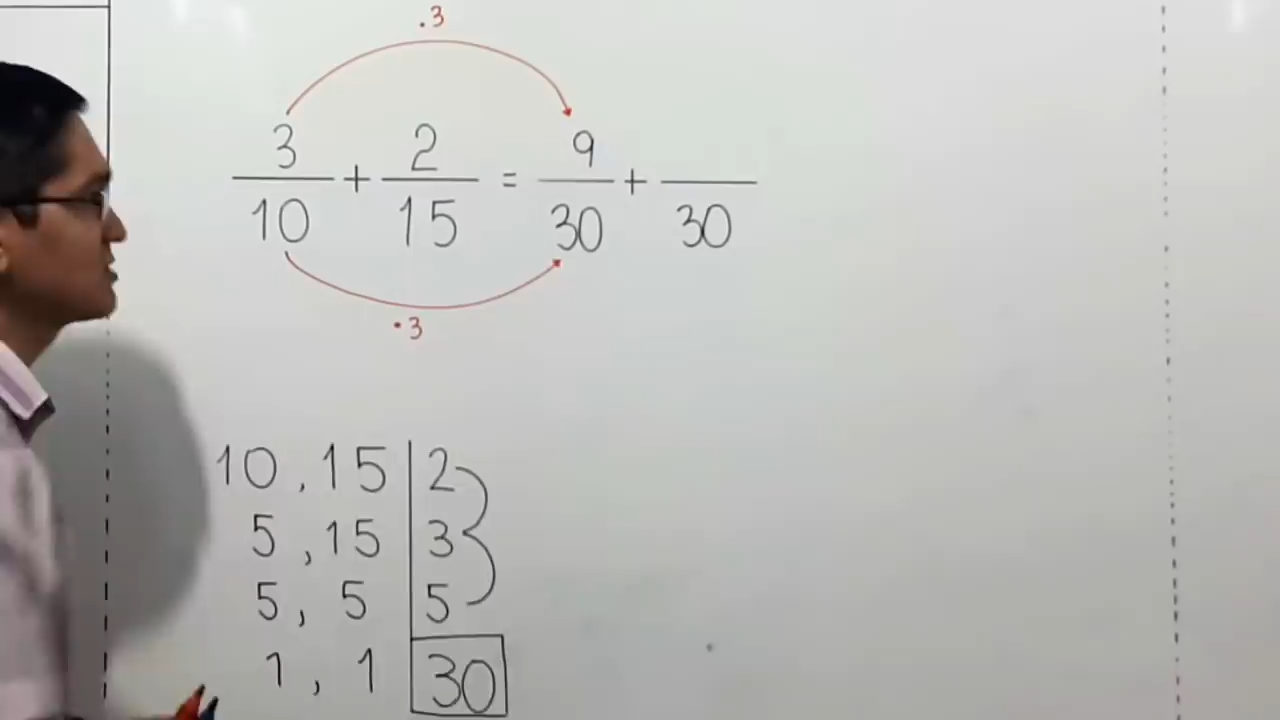 .3
3/10 + 2/15 = 9/30 + /30
.3
10, 15 | 2
5, 15 | 3
5, 5 | 5
1, 1 | 30